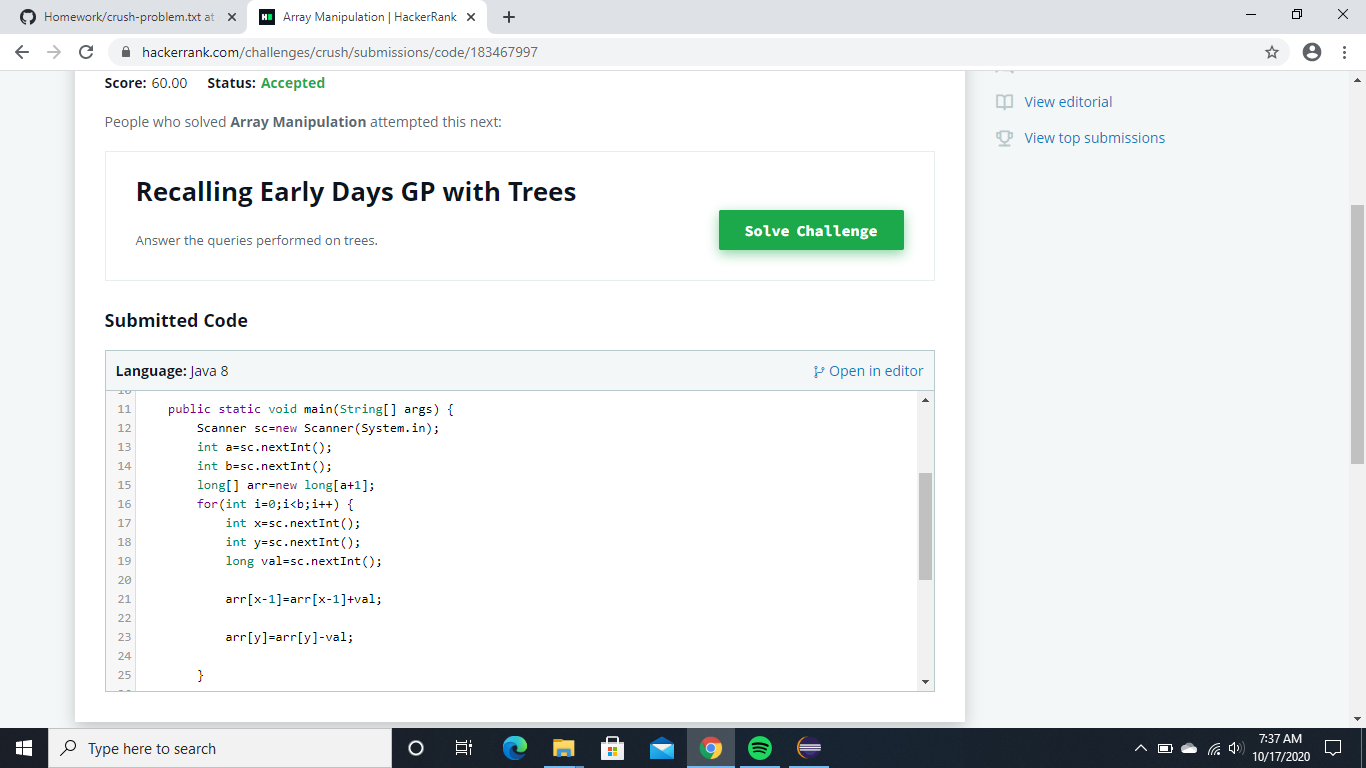 Homework/crush-problem.txt at
Array Manipulation | HackerRank
hackerrank.com/challenges/crush/submissions/code/183467997
Score: 60.00 Status: Accepted
View editorial
People who solved Array Manipulation attempted this next:
View top submissions
Recalling Early Days GP with Trees
Answer the queries performed on trees.
Solve Challenge
Submitted Code
Language: Java 8
Open in editor
11 public static void main(String[] args) {
12 Scanner sc=new Scanner(System.in);
13 int a=sc.nextInt();
14 int b=sc.nextInt();
15 long[] arr=new long[a+1];
16 for(int i=0;i<b;i++) {
17 int x=sc.nextInt();
18 int y=sc.nextInt();
19 long val=sc.nextInt();
20
21 arr[x-1]=arr[x-1]+val;
22
23 arr[y]=arr[y]-val;
24
25 }
Type here to search
7:37 AM
10/17/2020